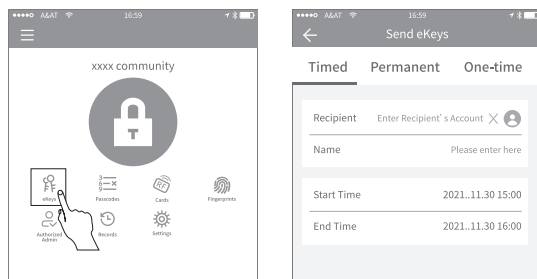 A&AT 16:59
xxxx community
T
eKeys Passcodes Cards Fingerprints
Authorized Admin Records Settings
A&AT 16:59
Send eKeys
Timed Permanent One-time
Recipient Enter Recipient's Account
Name Please enter here
Start Time 2021..11.30 15:00
End Time 2021..11.30 16:00